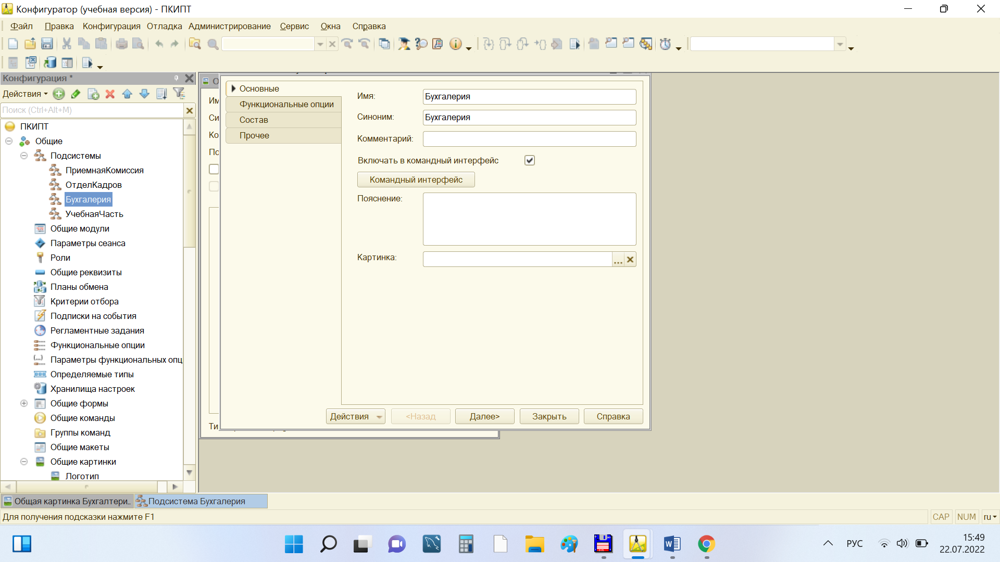 Конфигуратор (учебная версия) - ПКИПТ
Файл Правка Конфигурация Отладка Администрирование Сервис Окна Справка
Конфигурация *
Действия
Поиск (Ctrl+Alt+M)
ПКИПТ
Общие
Подсистемы
ПриемнаяКомиссия
ОтделКадров
Бухгалерия
УчебнаяЧасть
Общие модули
Параметры сеанса
Роли
Общие реквизиты
Планы обмена
Критерии отбора
Подписки на события
Регламентные задания
Функциональные опции
Параметры функциональных опц
Определяемые типы
Хранилища настроек
Общие формы
Общие команды
Группы команд
Общие макеты
Общие картинки
Логотип
О
Им
Си
Ко
По
Ти
Основные
Функциональные опции
Состав
Прочее
Имя: Бухгалерия
Синоним: Бухгалерия
Комментарий:
Включать в командный интерфейс
Командный интерфейс
Пояснение:
Картинка:
Действия <Назад Далее> Закрыть Справка
Общая картинка Бухгалтери... Подсистема Бухгалерия
Для получения подсказки нажмите F1
CAP NUM ru
РУС
15:49
22.07.2022